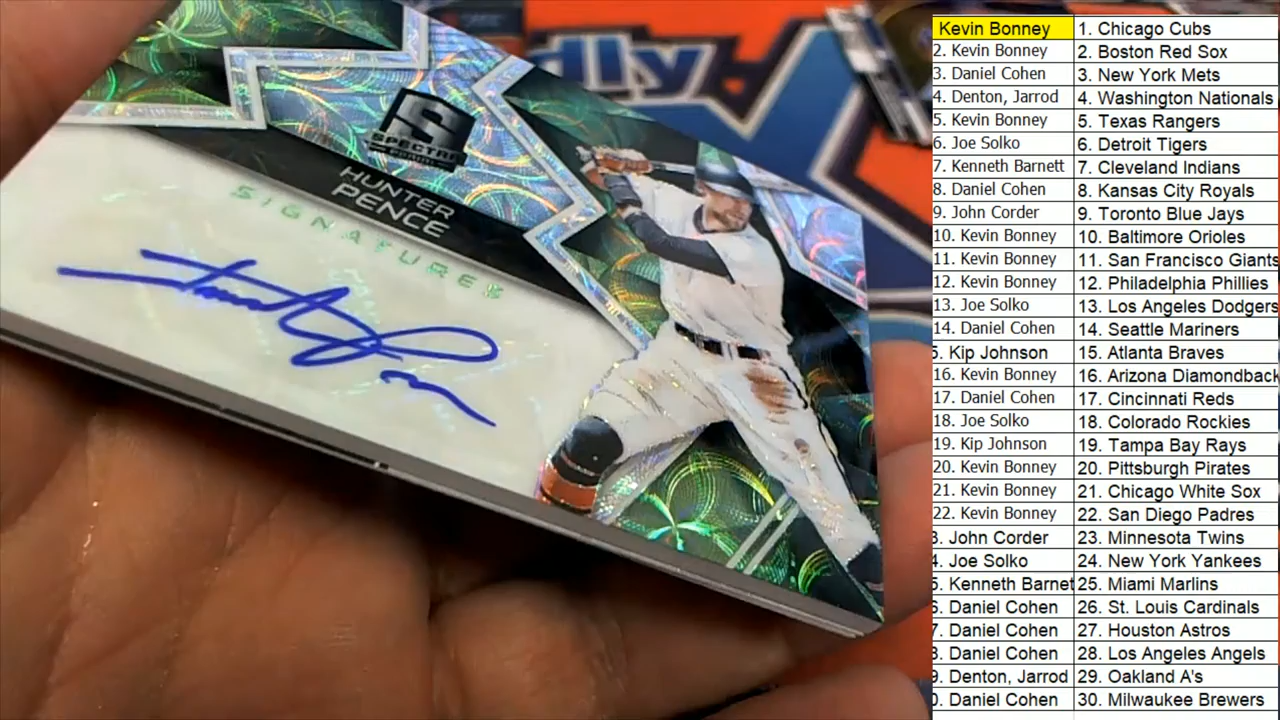 dly
S
SPECTRA
PANINI
HUNTER
PENCE
SIGNATURES
Kevin Bonney 1. Chicago Cubs
2. Kevin Bonney 2. Boston Red Sox
3. Daniel Cohen 3. New York Mets
4. Denton, Jarrod 4. Washington Nationals
5. Kevin Bonney 5. Texas Rangers
6. Joe Solko 6. Detroit Tigers
7. Kenneth Barnett 7. Cleveland Indians
8. Daniel Cohen 8. Kansas City Royals
9. John Corder 9. Toronto Blue Jays
10. Kevin Bonney 10. Baltimore Orioles
11. Kevin Bonney 11. San Francisco Giants
12. Kevin Bonney 12. Philadelphia Phillies
13. Joe Solko 13. Los Angeles Dodgers
14. Daniel Cohen 14. Seattle Mariners
5. Kip Johnson 15. Atlanta Braves
16. Kevin Bonney 16. Arizona Diamondback
17. Daniel Cohen 17. Cincinnati Reds
18. Joe Solko 18. Colorado Rockies
19. Kip Johnson 19. Tampa Bay Rays
20. Kevin Bonney 20. Pittsburgh Pirates
21. Kevin Bonney 21. Chicago White Sox
22. Kevin Bonney 22. San Diego Padres
3. John Corder 23. Minnesota Twins
4. Joe Solko 24. New York Yankees
5. Kenneth Barnet 25. Miami Marlins
6. Daniel Cohen 26. St. Louis Cardinals
7. Daniel Cohen 27. Houston Astros
8. Daniel Cohen 28. Los Angeles Angels
9. Denton, Jarrod 29. Oakland A's
0. Daniel Cohen 30. Milwaukee Brewers